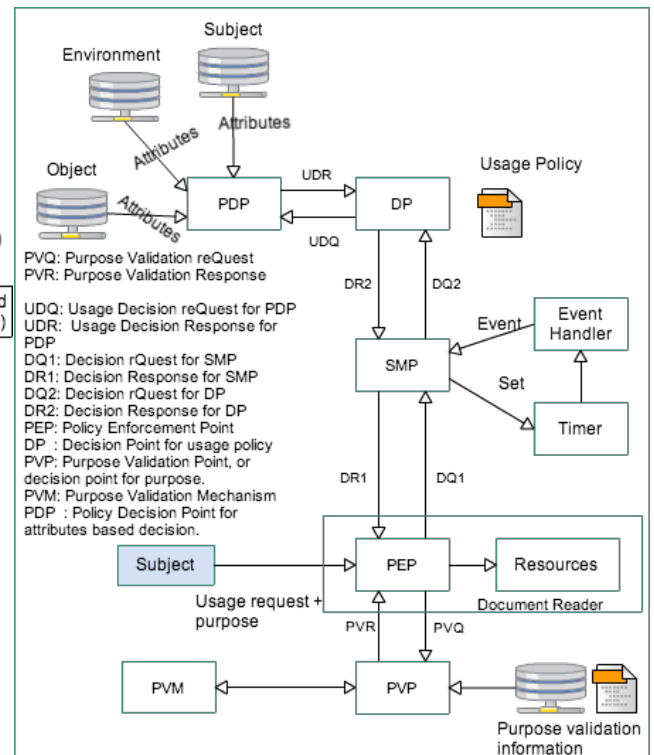 Subject
Environment
Attributes
Attributes
Object
Attributes
UDR
Usage Policy
PDP
DP
UDQ
PVQ: Purpose Validation reQuest
PVR: Purpose Validation Response
)
d
)
UDQ: Usage Decision reQuest for PDP
UDR: Usage Decision Response for
PDP
DQ1: Decision rQuest for SMP
DR1: Decision Response for SMP
DQ2: Decision rQuest for DP
DR2: Decision Response for DP
PEP: Policy Enforcement Point
DP : Decision Point for usage policy
PVP: Purpose Validation Point, or
decision point for purpose.
PVM: Purpose Validation Mechanism
PDP : Policy Decision Point for
attributes based decision.
DR2
DQ2
Event
Event
Handler
SMP
Set
Timer
DR1
DQ1
Subject
PEP
Resources
Usage request +
purpose
Document Reader
PVR
PVQ
PVM
PVP
Purpose validation
information